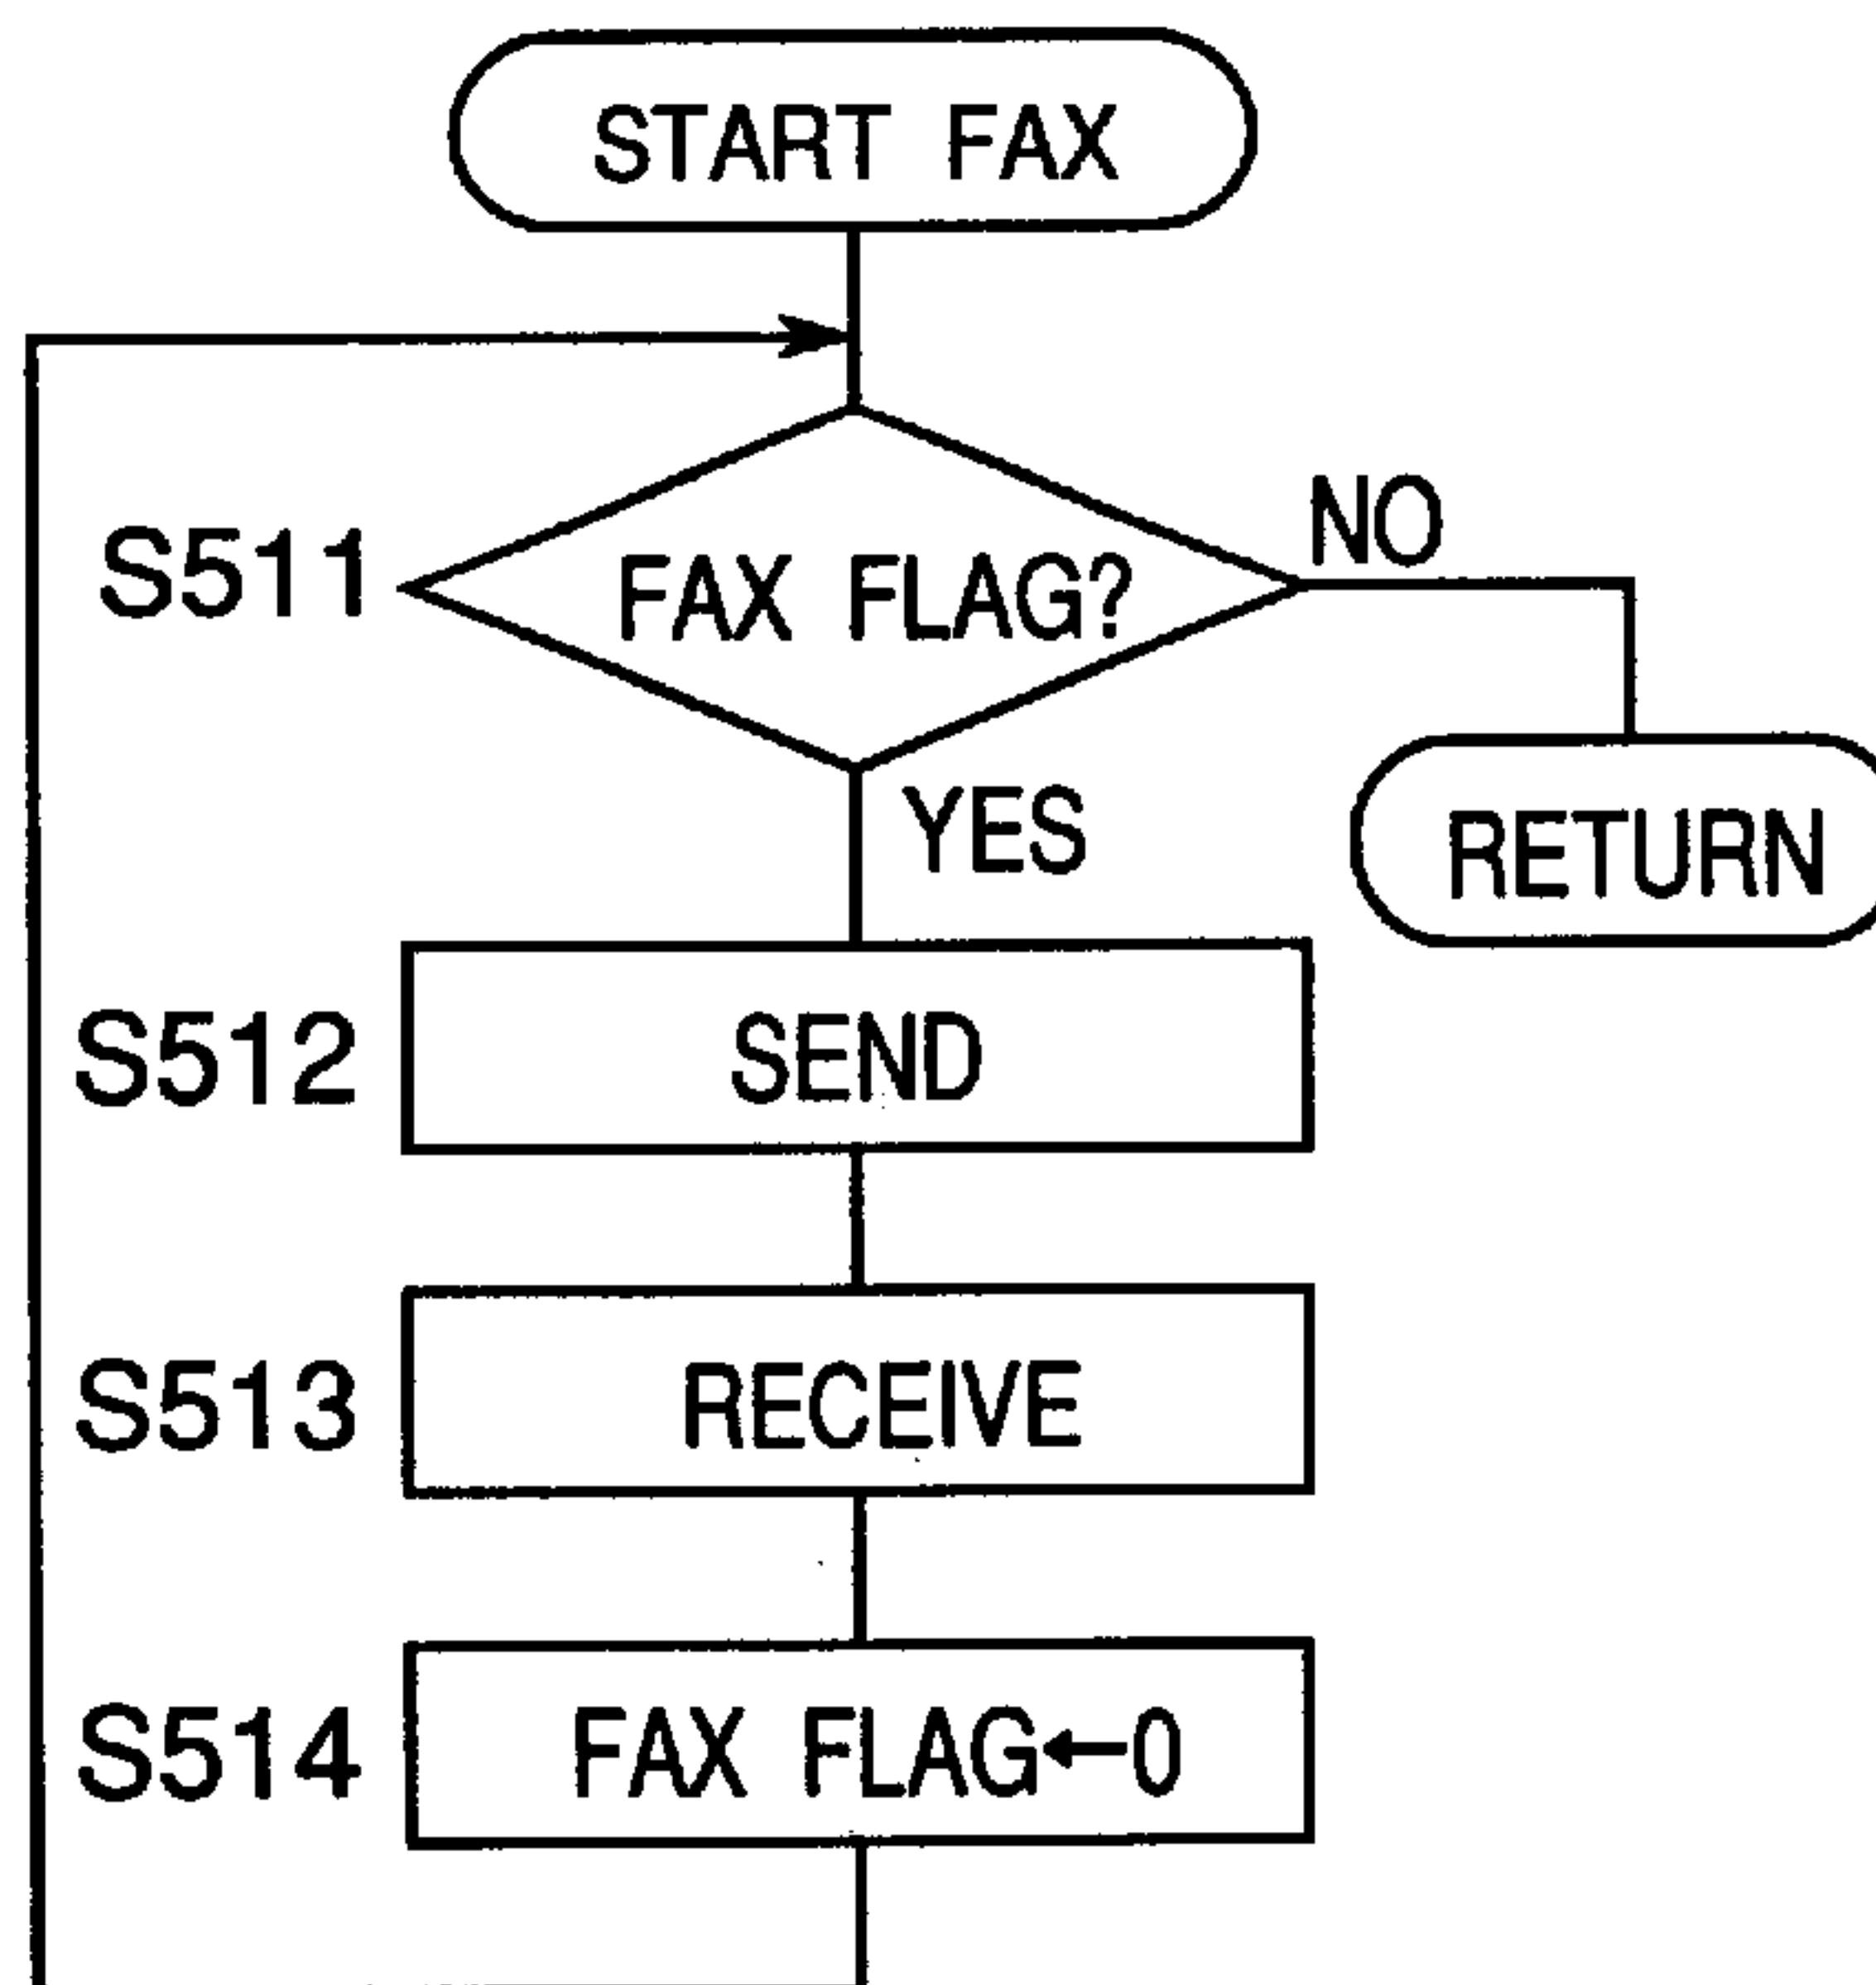 START FAX
S511
FAX FLAG?
NO
YES
RETURN
S512
SEND
S513
RECEIVE
S514
FAX FLAG←0